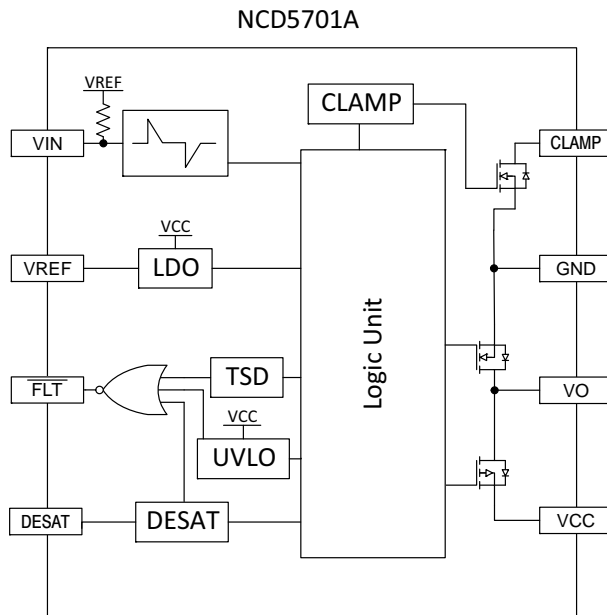 NCD5701A
VREF
VIN
CLAMP
CLAMP
VCC
VREF
LDO
GND
Logic Unit
FLT
TSD
VO
VCC
UVLO
DESAT
DESAT
VCC